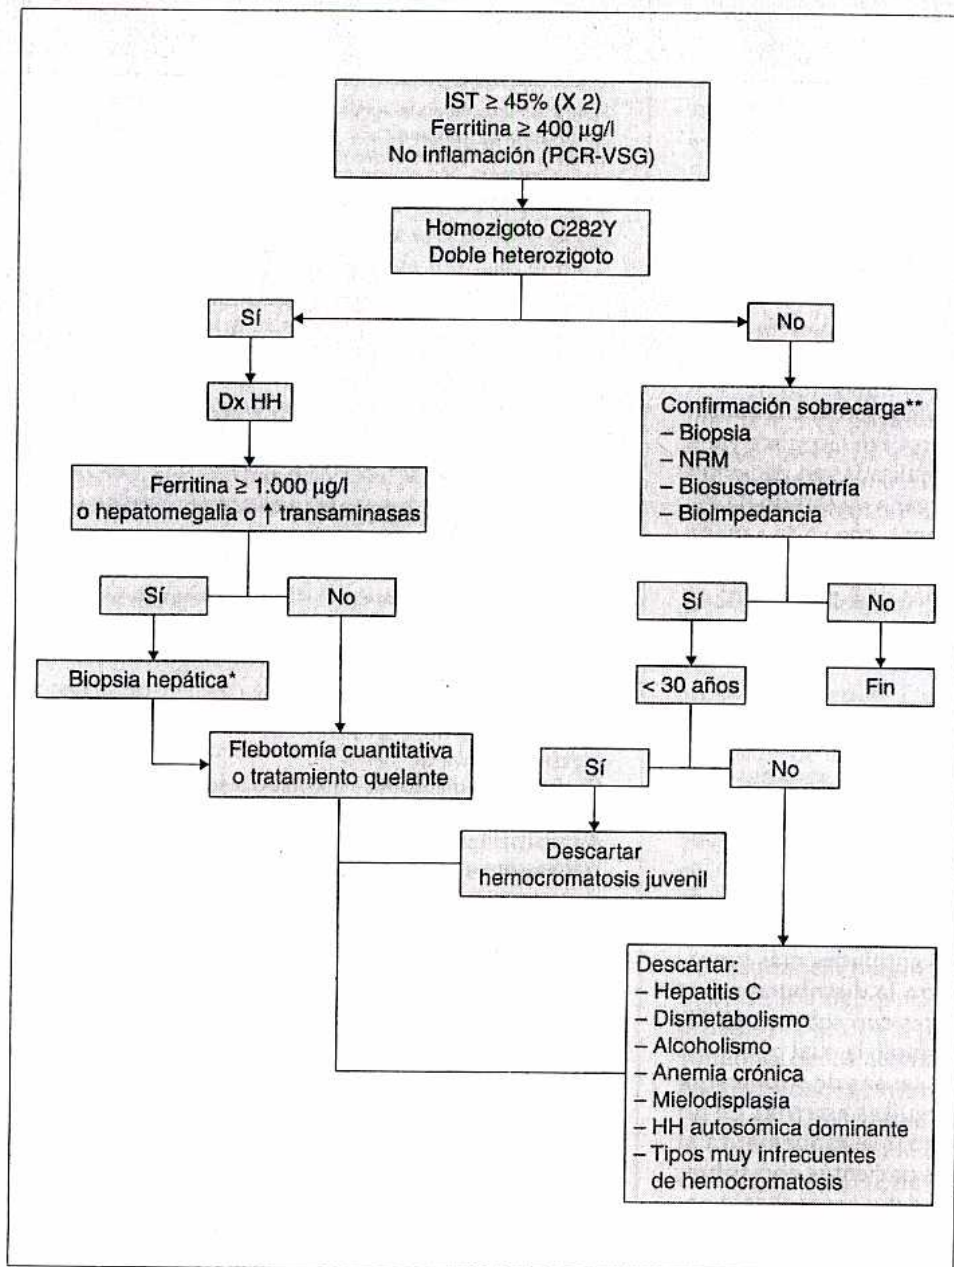 IST ≥ 45% (X 2)
Ferritina ≥ 400 µg/l
No inflamación (PCR-VSG)
Homozigoto C282Y
Doble heterozigoto
Sí
No
Dx HH
Confirmación sobrecarga**
– Biopsia
– NRM
– Biosusceptometría
– BioImpedancia
Ferritina ≥ 1.000 µg/l
o hepatomegalia o ↑ transaminasas
Sí
No
Sí
No
Biopsia hepática*
< 30 años
Fin
Flebotomía cuantitativa
o tratamiento quelante
Sí
No
Descartar
hemocromatosis juvenil
Descartar:
– Hepatitis C
– Dismetabolismo
– Alcoholismo
– Anemia crónica
– Mielodisplasia
– HH autosómica dominante
– Tipos muy infrecuentes
de hemocromatosis